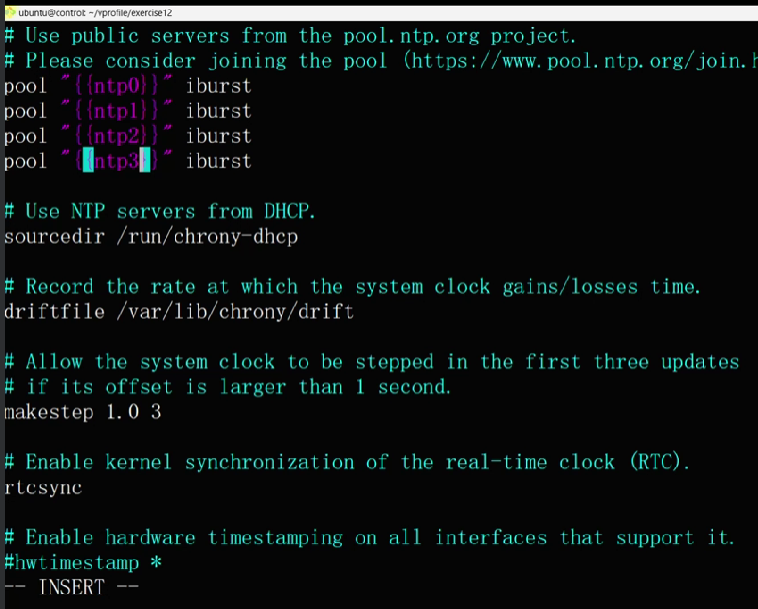 ubuntu@control: ~/vprofile/exercise12
# Use public servers from the pool.ntp.org project.
# Please consider joining the pool (https://www.pool.ntp.org/join.h
pool "{{ntp0}}" iburst
pool "{{ntp1}}" iburst
pool "{{ntp2}}" iburst
pool "{{ntp3}}" iburst
# Use NTP servers from DHCP.
sourcedir /run/chrony-dhcp
# Record the rate at which the system clock gains/losses time.
driftfile /var/lib/chrony/drift
# Allow the system clock to be stepped in the first three updates
# if its offset is larger than 1 second.
makestep 1.0 3
# Enable kernel synchronization of the real-time clock (RTC).
rtcsync
# Enable hardware timestamping on all interfaces that support it.
#hwtimestamp *
-- INSERT --